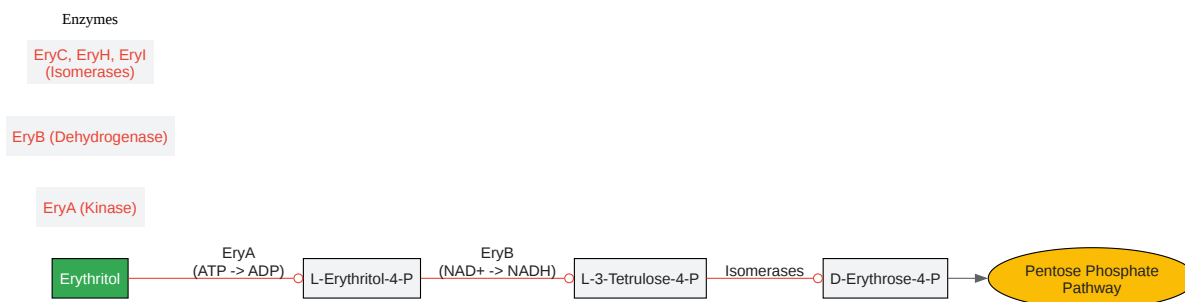 Enzymes
EryC, EryH, EryI
(Isomerases)
EryB (Dehydrogenase)
EryA (Kinase)
Erythritol
EryA
(ATP -> ADP)
L-Erythritol-4-P
EryB
(NAD+ -> NADH)
L-3-Tetrulose-4-P
Isomerases
D-Erythrose-4-P
Pentose Phosphate
Pathway